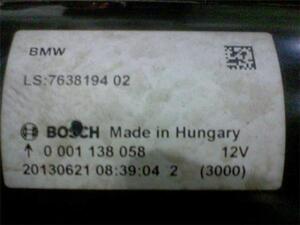 BMW
LS:7638194 02
BOSCH Made in Hungary
↑ 0 001 138 058 12V
20130621 08:39:04 2 (3000)